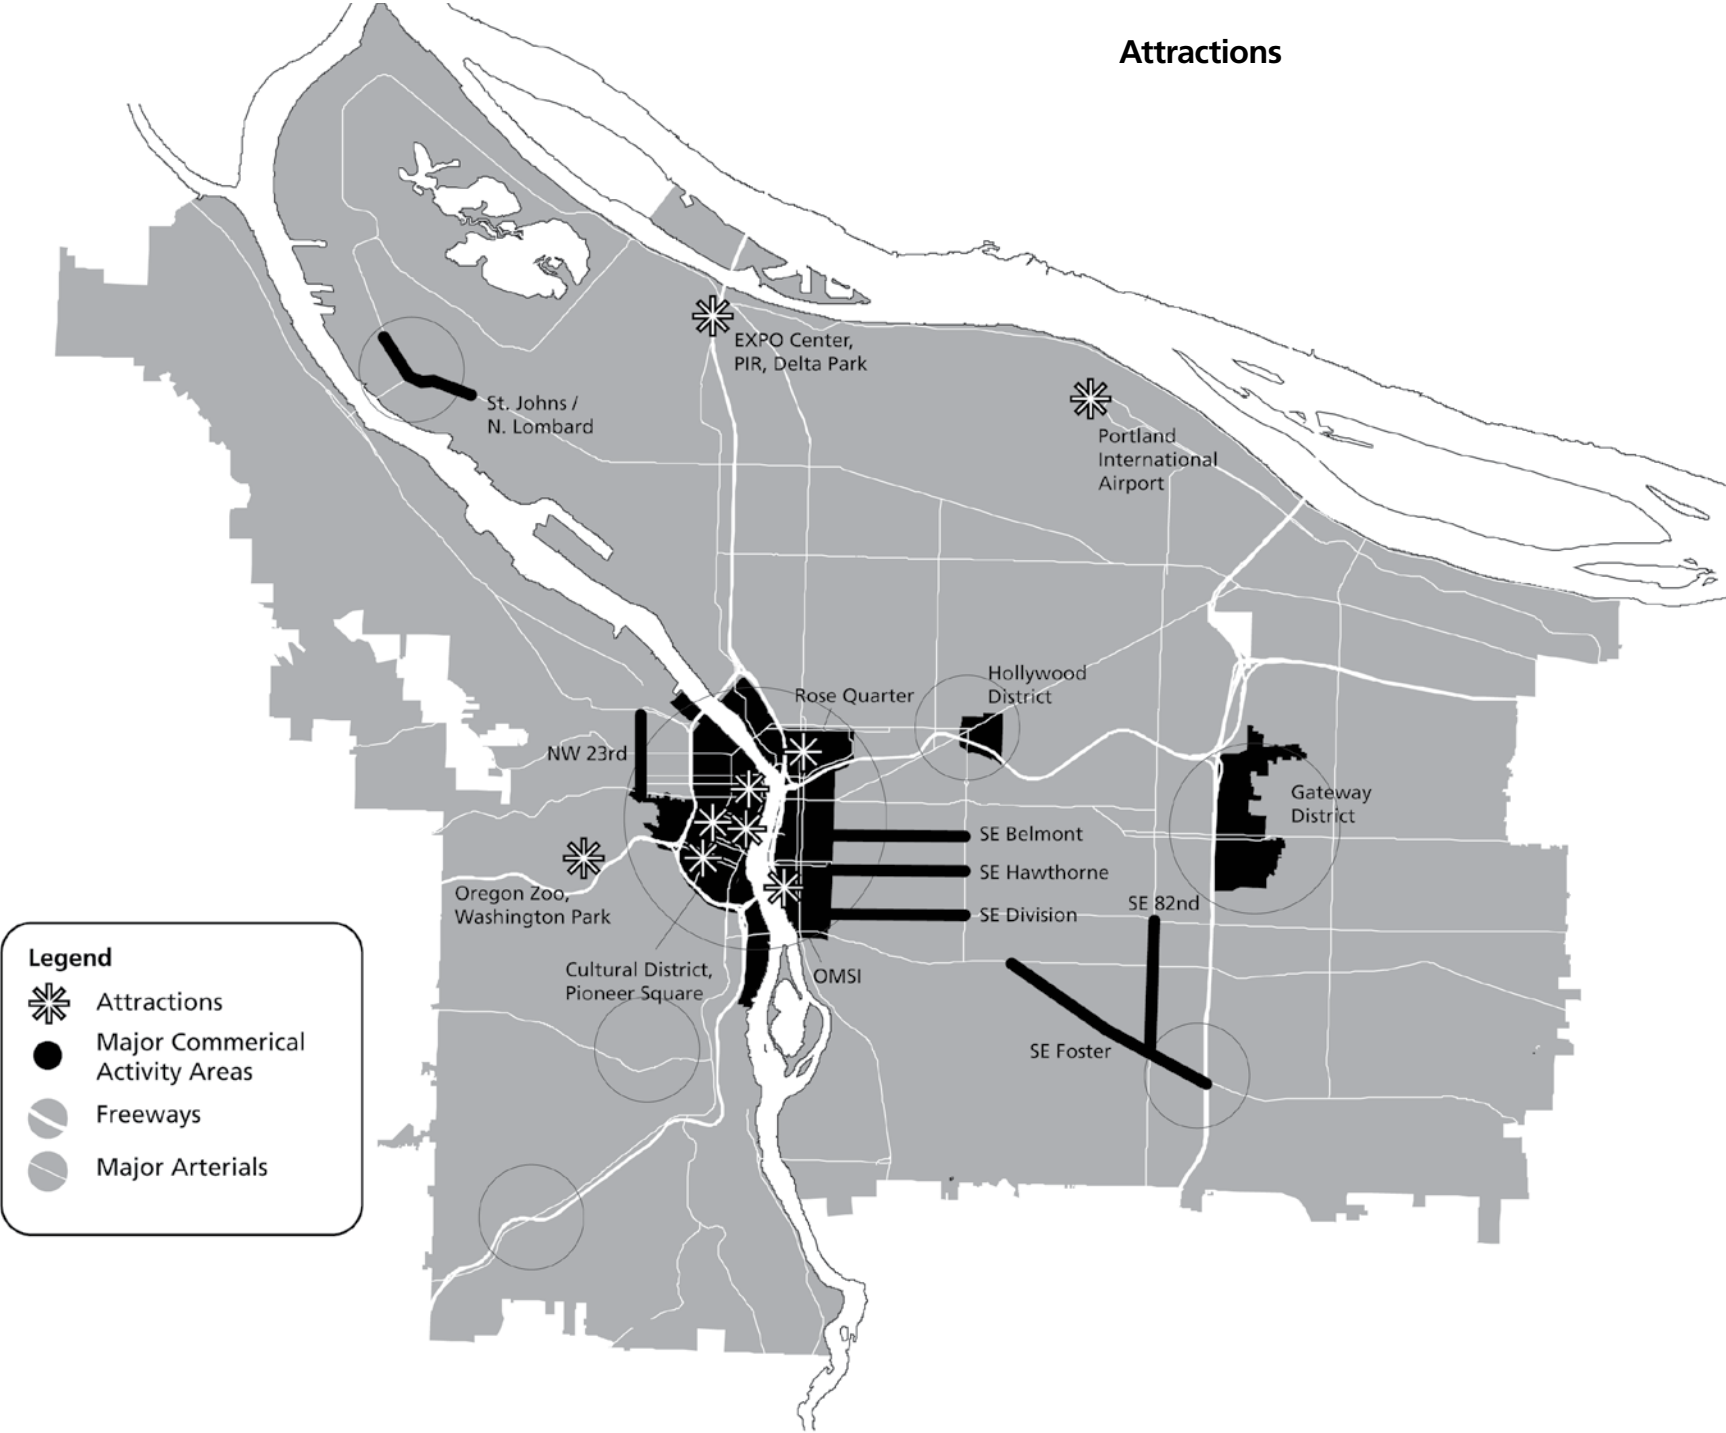 Attractions
EXPO Center,
PIR, Delta Park
St. Johns /
N. Lombard
Portland
International
Airport
Hollywood
District
Rose Quarter
NW 23rd
Gateway
District
SE Belmont
SE Hawthorne
SE Division
SE 82nd
Oregon Zoo,
Washington Park
Cultural District,
Pioneer Square
OMSI
SE Foster
Legend
Attractions
Major Commerical
Activity Areas
Freeways
Major Arterials